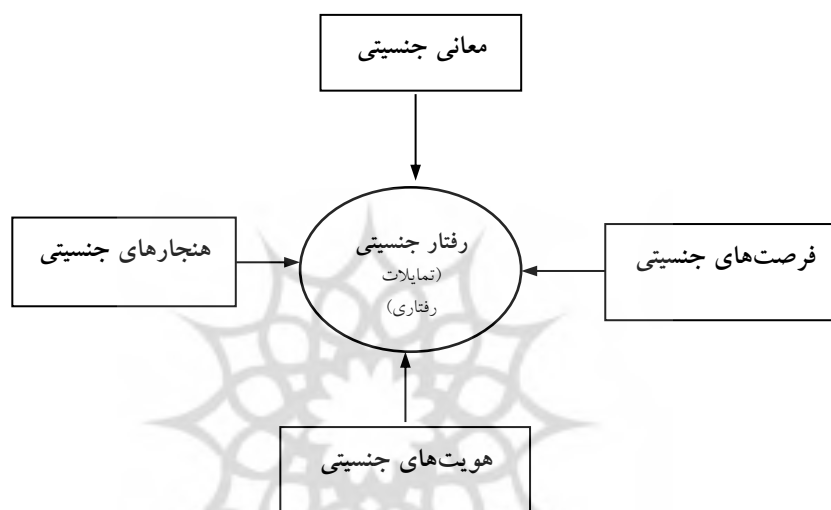 معانی جنسیتی
فرصت‌های جنسیتی
رفتار جنسیتی
(تمایلات
رفتاری)
هنجارهای جنسیتی
هویت‌های جنسیتی